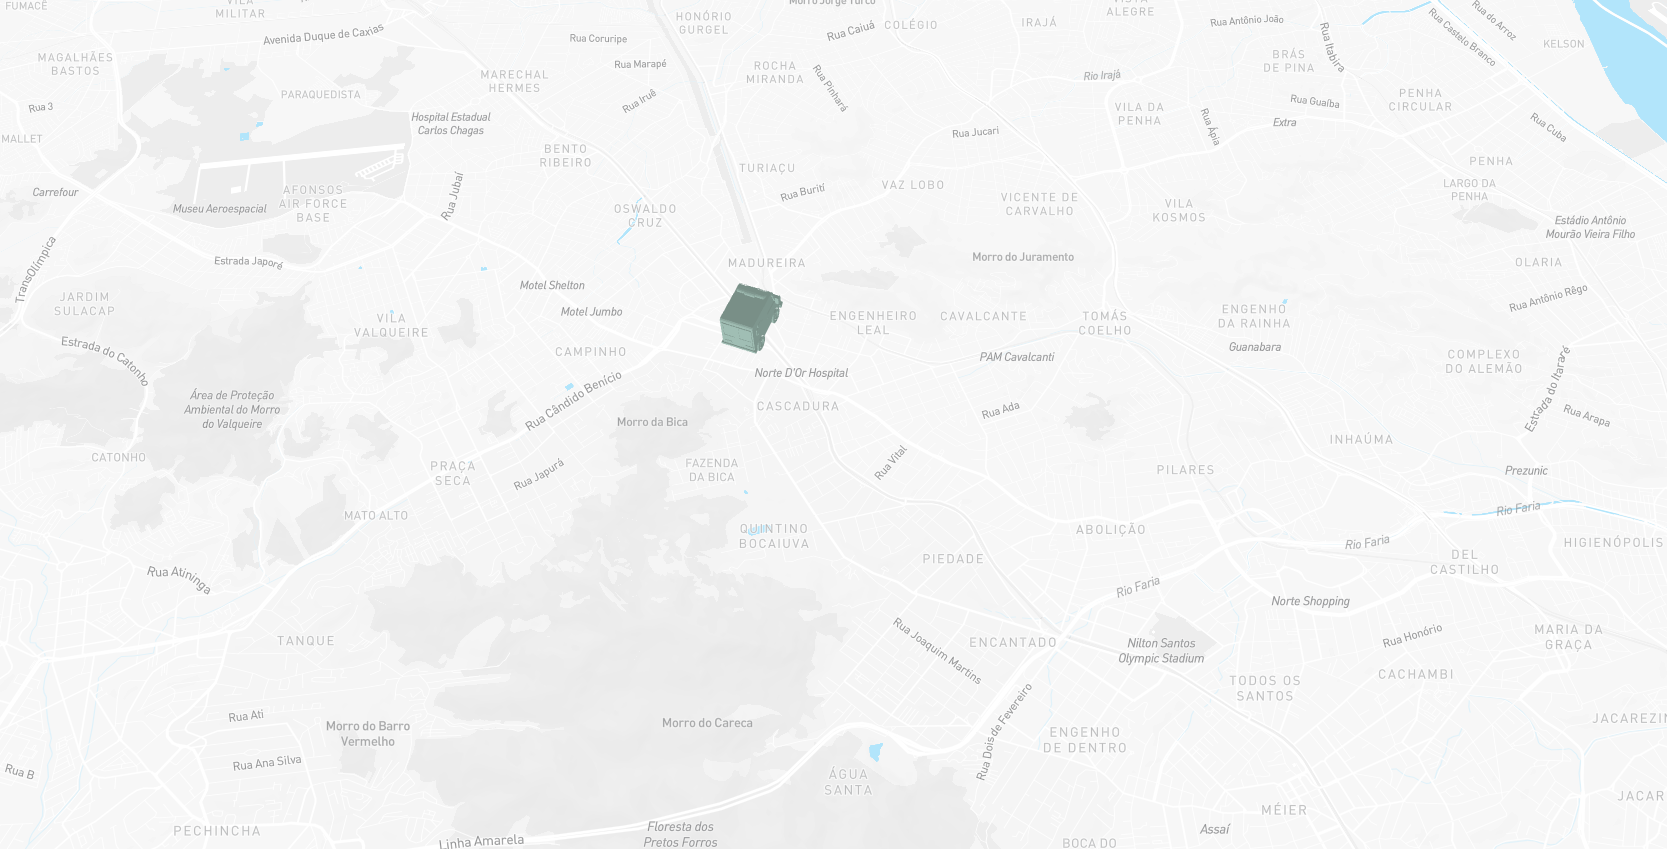 FUMACÊ
VILA
MILITAR
Morro Jorge Turco
HONÓRIO
GURGEL
Rua Caiuá
COLÉGIO
IRAJÁ
VISTA
ALEGRE
Rua Antônio João
Rua Itabira
Rua Castelo Branco
Rua do Arroz
KELSON
MAGALHÃES
BASTOS
Avenida Duque de Caxias
Rua Coruripe
Rua Marapé
MARECHAL
HERMES
ROCHA
MIRANDA
Rua Pinhará
Rio Irajá
BRÁS
DE PINA
PARAQUEDISTA
Rua 3
Rua Iruê
Hospital Estadual
Carlos Chagas
VILA DA
PENHA
Rua Ápia
Rua Guaíba
Extra
PENHA
CIRCULAR
Rua Cuba
MALLET
BENTO
RIBEIRO
Rua Jucari
TURIAÇU
PENHA
Carrefour
AFONSOS
AIR FORCE
BASE
Museu Aeroespacial
Rua Jubaí
OSWALDO
CRUZ
Rua Burití
VAZ LOBO
VICENTE DE
CARVALHO
VILA
KOSMOS
LARGO DA
PENHA
Estádio Antônio
Mourão Vieira Filho
TransOlímpica
Estrada Japoré
MADUREIRA
Morro do Juramento
OLARIA
JARDIM
SULACAP
Motel Shelton
Motel Jumbo
VILA
VALQUEIRE
ENGENHEIRO
LEAL
CAVALCANTE
TOMÁS
COELHO
ENGENHO
DA RAINHA
Rua Antônio Rêgo
Guanabara
Estrada do Catonho
CAMPINHO
Norte D'Or Hospital
PAM Cavalcanti
COMPLEXO
DO ALEMÃO
Estrada do Itararé
Área de Proteção
Ambiental do Morro
do Valqueire
Rua Cândido Benício
Morro da Bica
CASCADURA
Rua Ada
Rua Arapa
CATONHO
PRAÇA
SECA
Rua Japurá
FAZENDA
DA BICA
Rua Vital
PILARES
INHAÚMA
Prezunic
MATO ALTO
QUINTINO
BOCAIUVA
ABOLIÇÃO
Rio Faria
Rio Faria
HIGIENÓPOLIS
Rua Atininga
PIEDADE
Rio Faria
DEL
CASTILHO
Norte Shopping
TANQUE
Rua Joaquim Martins
ENCANTADO
Nilton Santos
Olympic Stadium
Rua Honório
MARIA DA
GRAÇA
TODOS OS
SANTOS
CACHAMBI
Rua Ati
Morro do Barro
Vermelho
Morro do Careca
Rua Dois de Fevereiro
ENGENHO
DE DENTRO
Rua B
Rua Ana Silva
ÁGUA
SANTA
MÉIER
PECHINCHA
Linha Amarela
Floresta dos
Pretos Forros
Assaí
BOCA DO